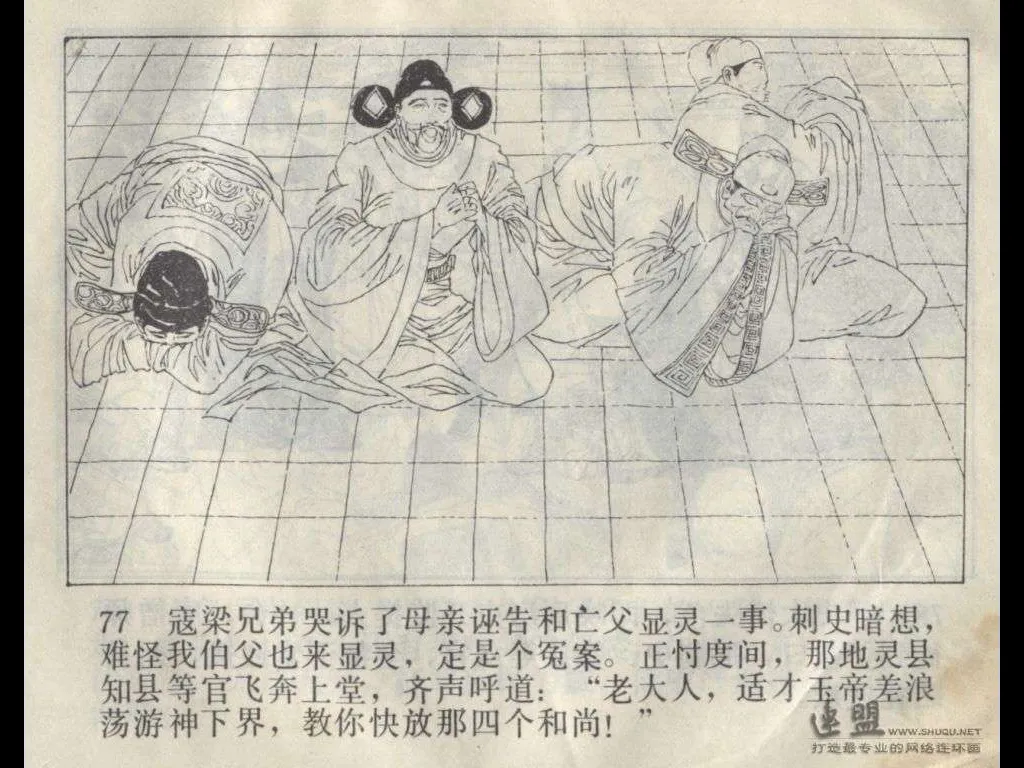 77 寇梁兄弟哭诉了母亲诬告和亡父显灵一事。刺史暗想，
难怪我伯父也来显灵，定是个冤案。正忖度间，那地灵县
知县等官飞奔上堂，齐声呼道：“老大人，适才玉帝差浪
荡游神下界，教你快放那四个和尚！”
连盟 WWW.SHUQU.NET
打造最专业的网络连环画